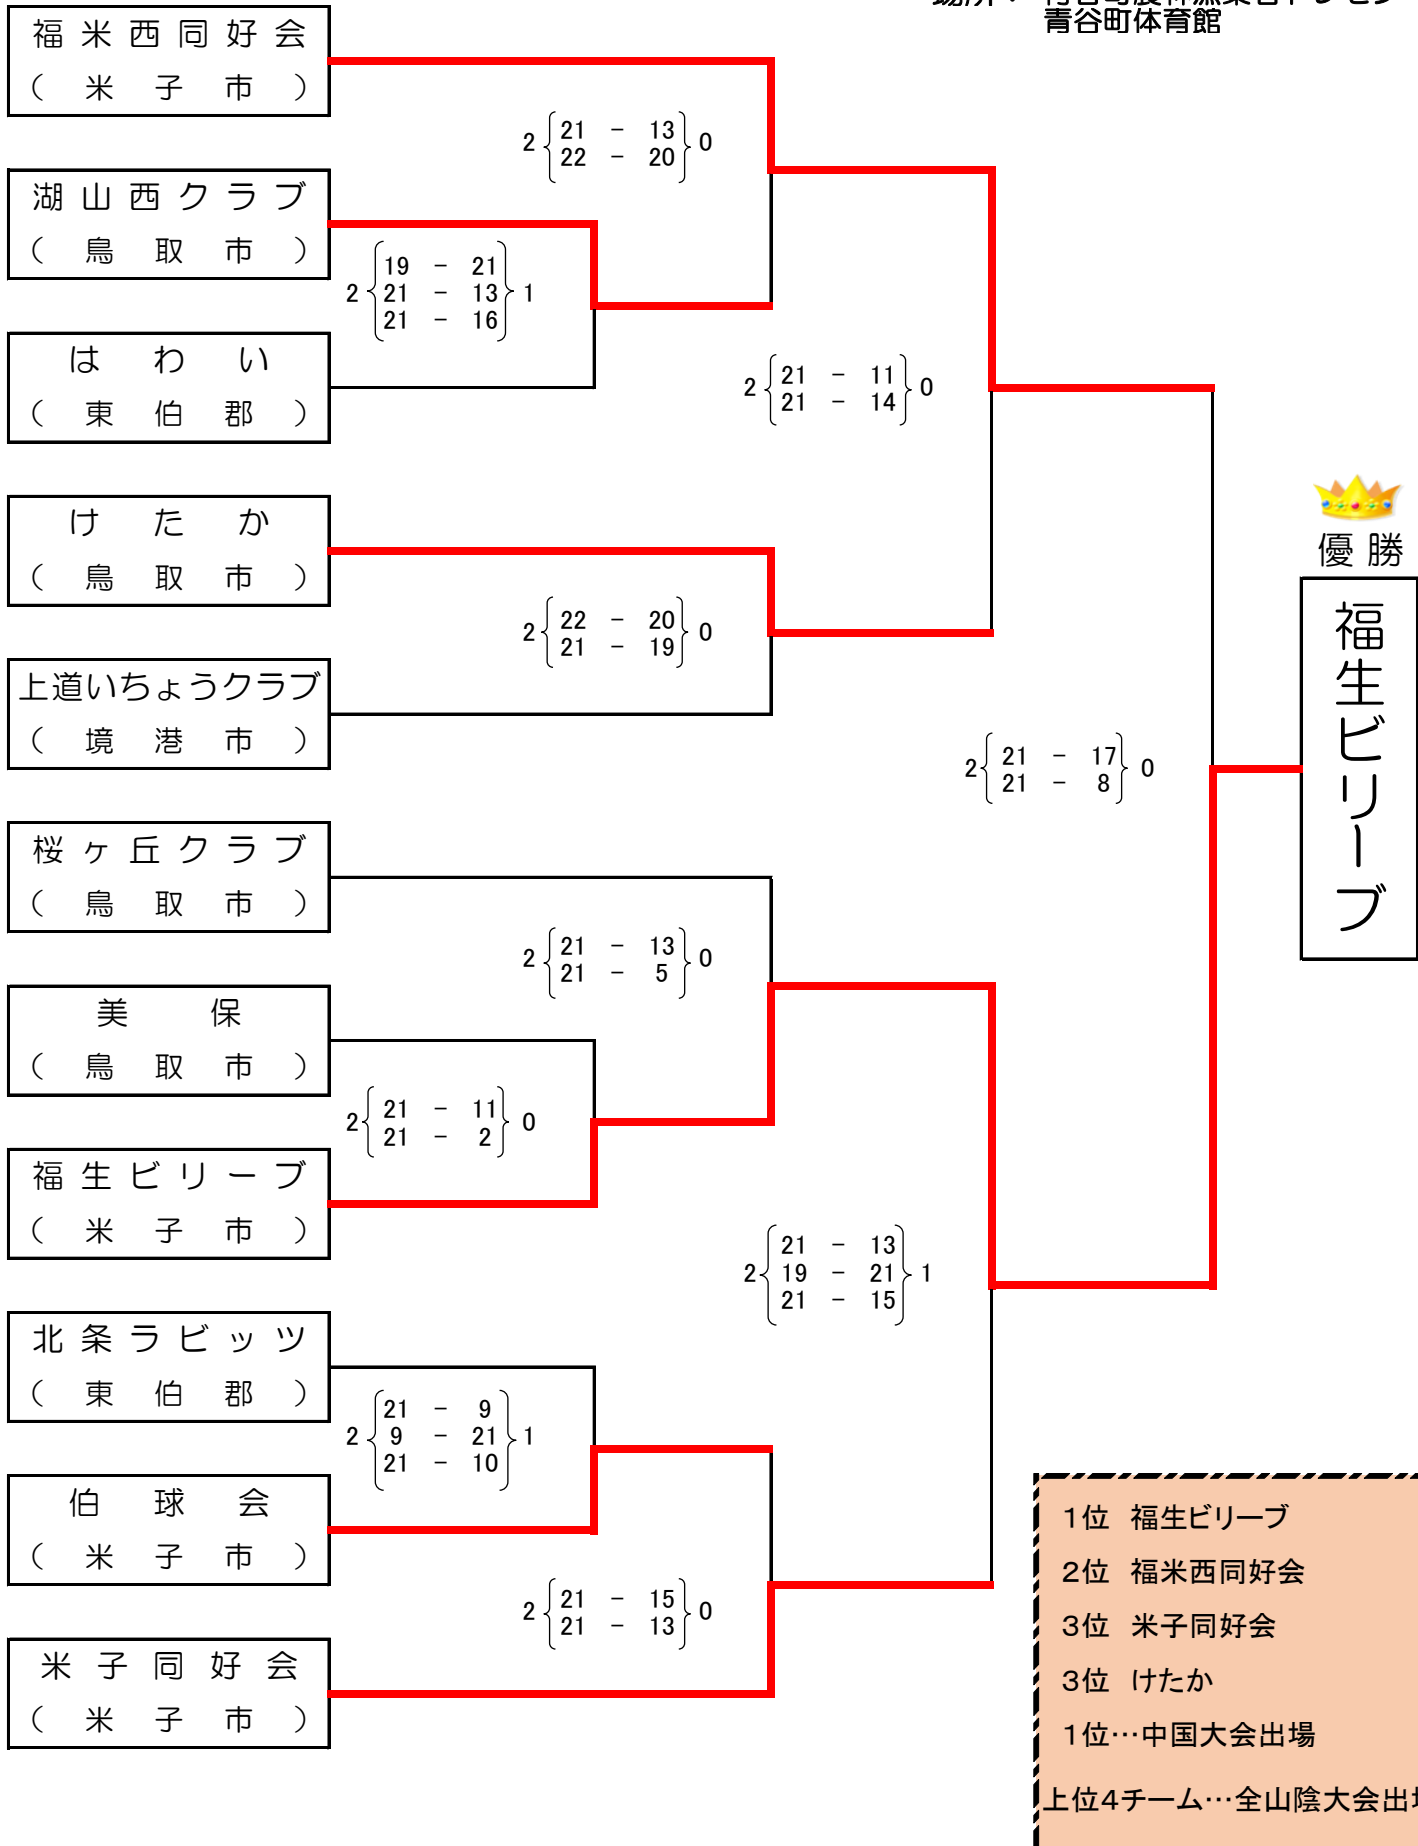 青谷町体育館
福米西同好会
（米子市）
2 21 － 13 0
22 － 20
湖山西クラブ
（鳥取市）
19 － 21
2 21 － 13 1
21 － 16
はわい
（東伯郡）
2 21 － 11 0
21 － 14
けたか
（鳥取市）
2 22 － 20 0
21 － 19
上道いちょうクラブ
（境港市）
優勝
福生ビリーブ
2 21 － 17 0
21 － 8
桜ヶ丘クラブ
（鳥取市）
2 21 － 13 0
21 － 5
美保
（鳥取市）
2 21 － 11 0
21 － 2
福生ビリーブ
（米子市）
21 － 13
2 19 － 21 1
21 － 15
北条ラビッツ
（東伯郡）
21 － 9
2 9 － 21 1
21 － 10
伯球会
（米子市）
2 21 － 15 0
21 － 13
米子同好会
（米子市）
1位 福生ビリーブ
2位 福米西同好会
3位 米子同好会
3位 けたか
1位…中国大会出場
上位4チーム…全山陰大会出場